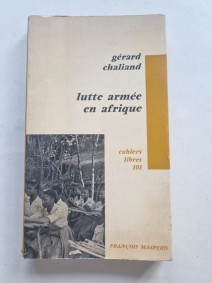 gérard
chaliand
lutte armée
en afrique
cahiers
libres
101
FRANÇOIS MASPERO